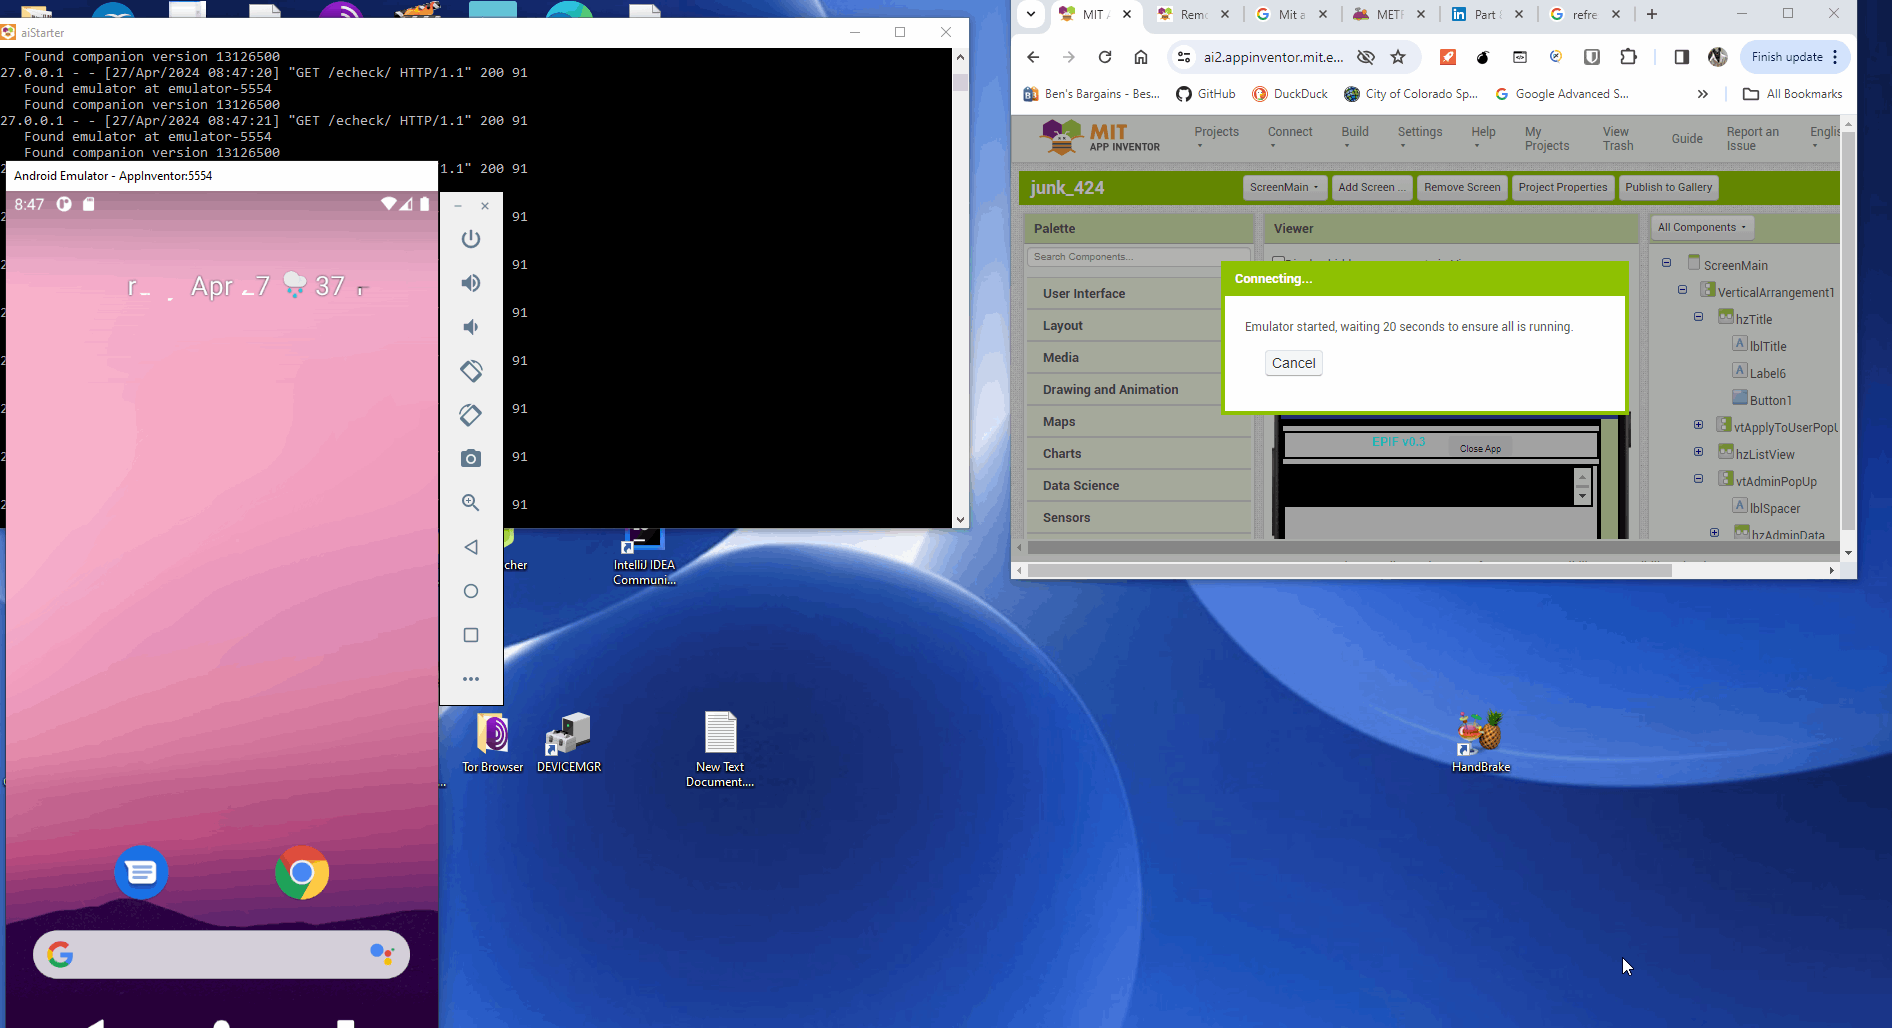 aiStarter
Found companion version 13126500
27.0.0.1 - - [27/Apr/2024 08:47:20] "GET /echeck/ HTTP/1.1" 200 91
Found emulator at emulator-5554
Found companion version 13126500
27.0.0.1 - - [27/Apr/2024 08:47:21] "GET /echeck/ HTTP/1.1" 200 91
Found emulator at emulator-5554
Found companion version 13126500
1.1" 200 91
91
91
91
91
91
91
91
Android Emulator - AppInventor:5554
8:47
Apr 7 37
cher
IntelliJ IDEA
Communi...
Tor Browser
DEVICEMGR
New Text
Document....
HandBrake
MIT
Remo
Mit a
METR
in Part
refre
ai2.appinventor.mit.e...
Finish update
Ben's Bargains - Bes...
GitHub
DuckDuck
City of Colorado Sp...
Google Advanced S...
All Bookmarks
MIT
APP INVENTOR
Projects
Connect
Build
Settings
Help
My
Projects
View
Trash
Guide
Report an
Issue
Englis
junk_424
ScreenMain
Add Screen ...
Remove Screen
Project Properties
Publish to Gallery
Palette
Viewer
All Components
Search Components...
User Interface
Layout
Media
Drawing and Animation
Maps
Charts
Data Science
Sensors
Connecting...
Emulator started, waiting 20 seconds to ensure all is running.
Cancel
EPIF v0.3
Close App
ScreenMain
VerticalArrangement1
hzTitle
A lblTitle
A Label6
Button1
vtApplyToUserPopU
hzListView
vtAdminPopUp
A lblSpacer
hzAdminData